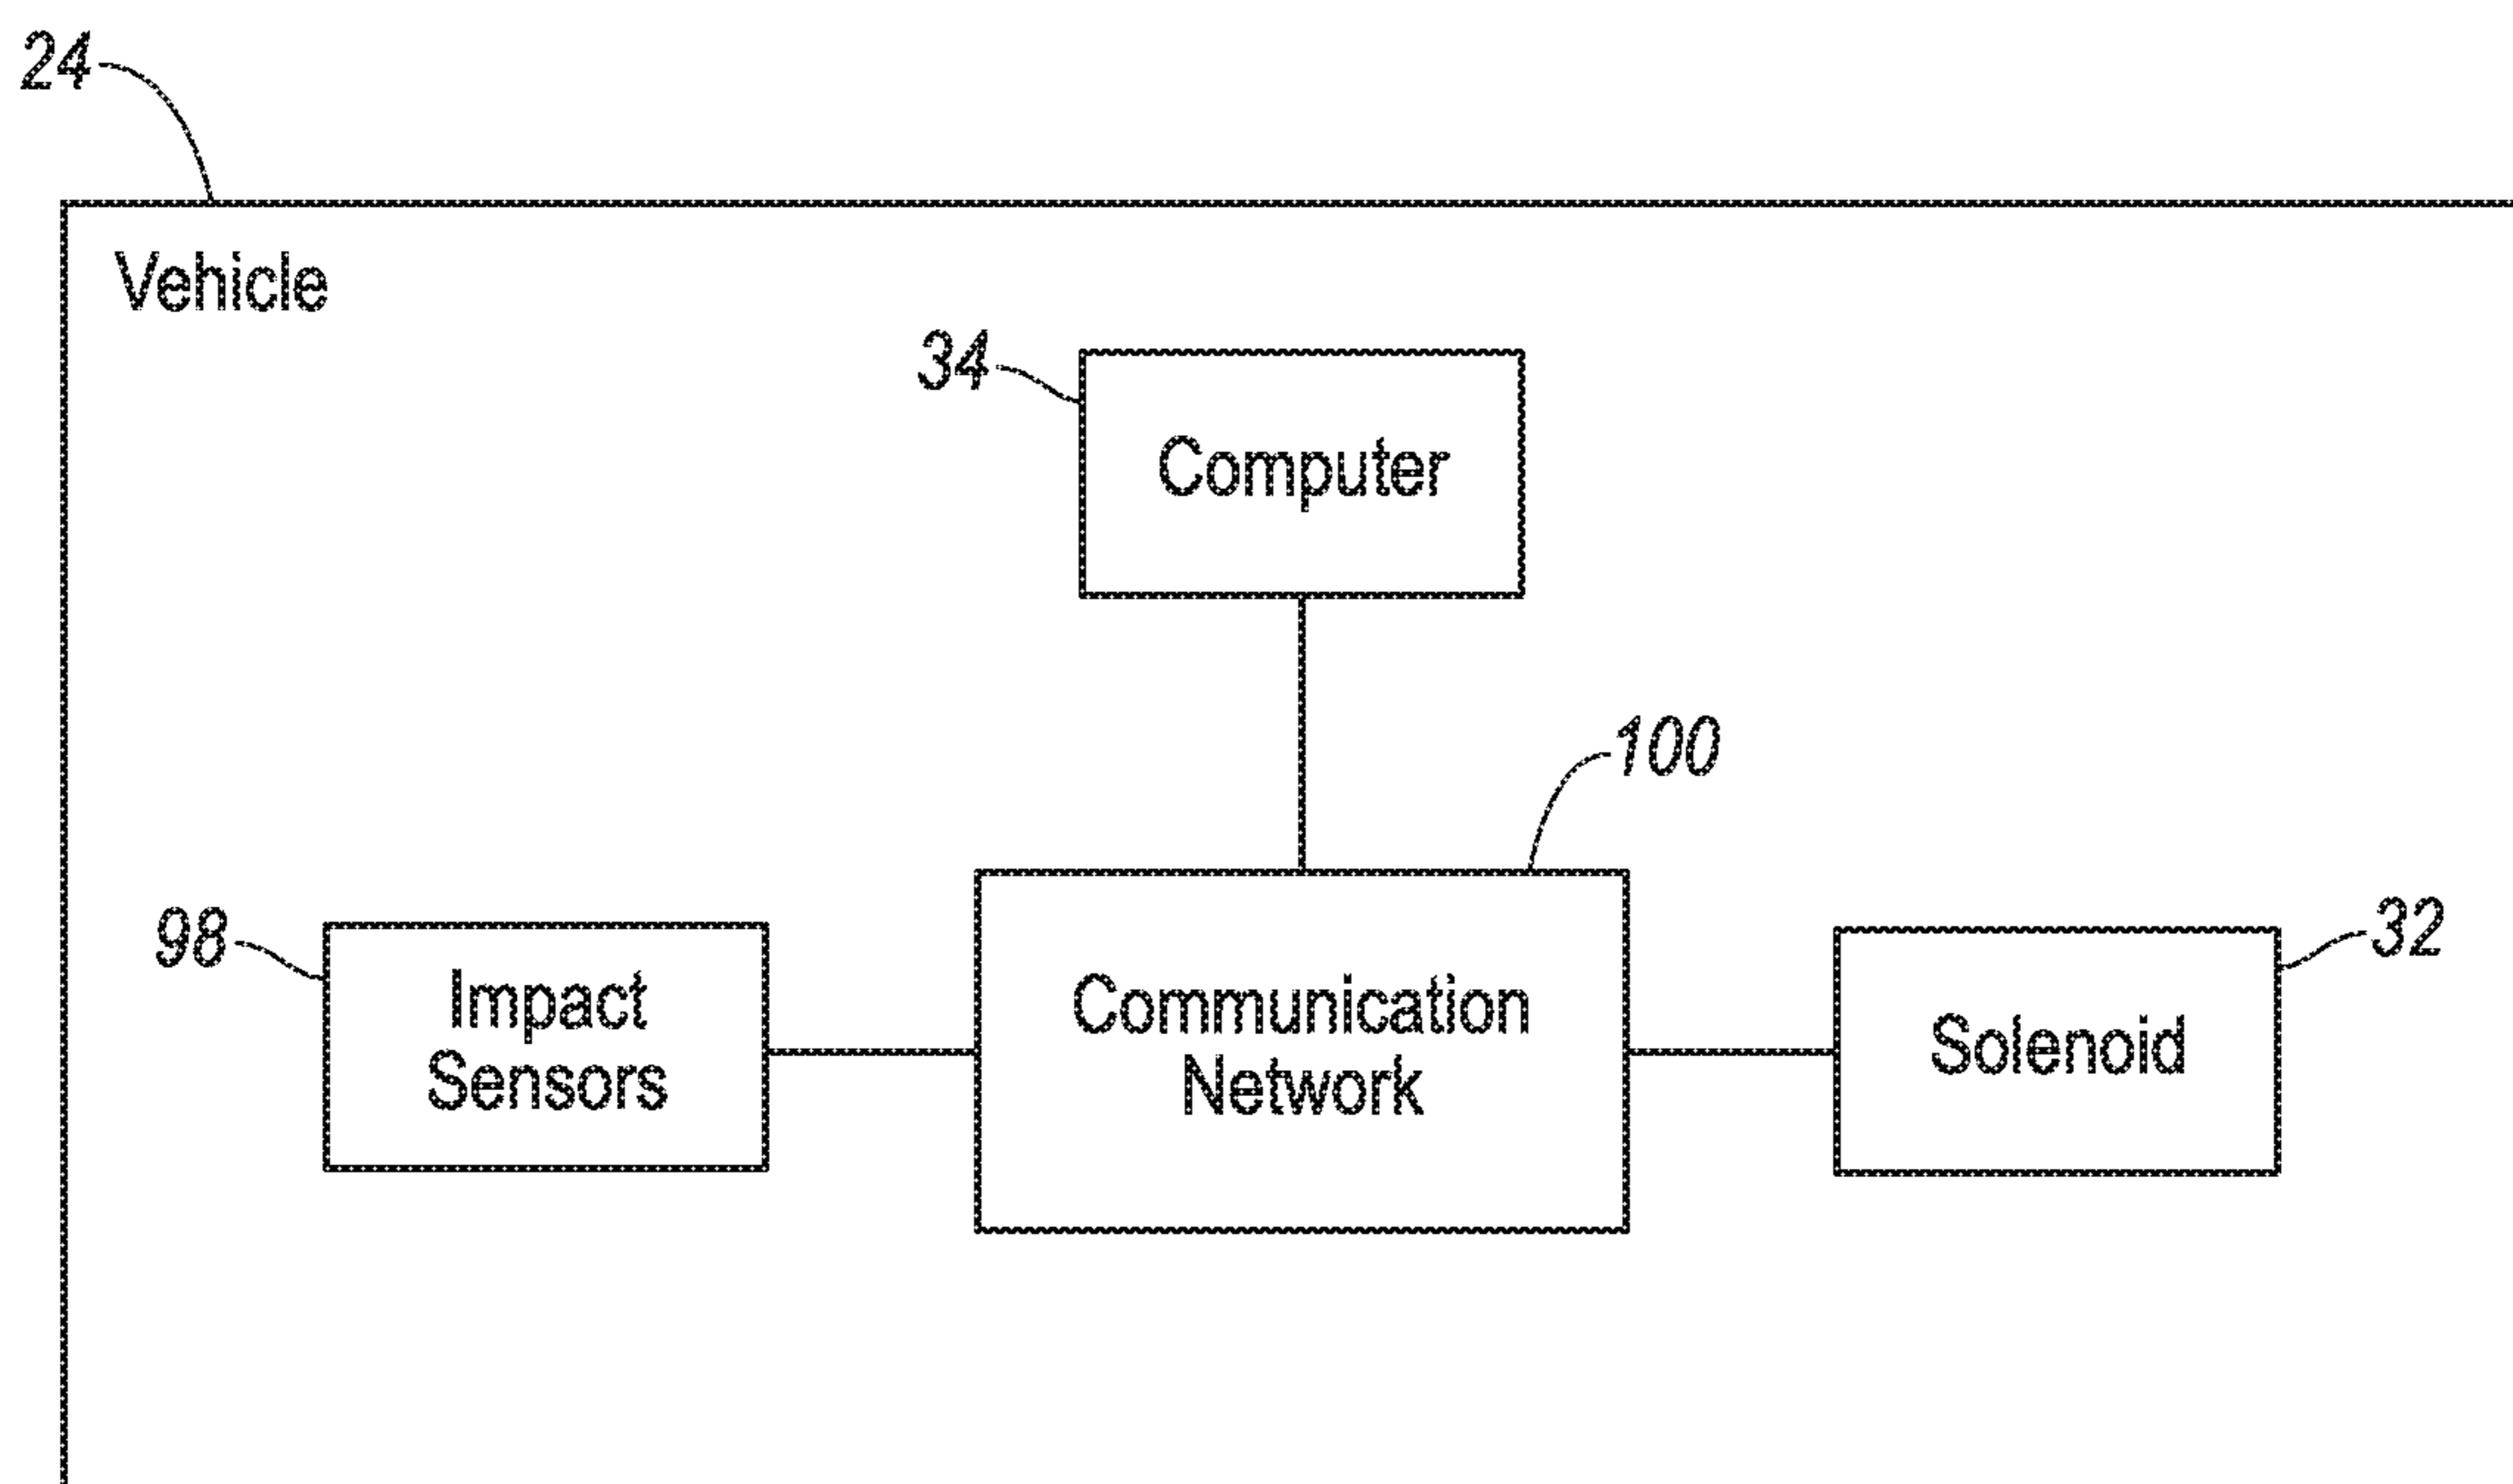 24
Vehicle
34
Computer
100
98
Impact
Sensors
Communication
Network
32
Solenoid